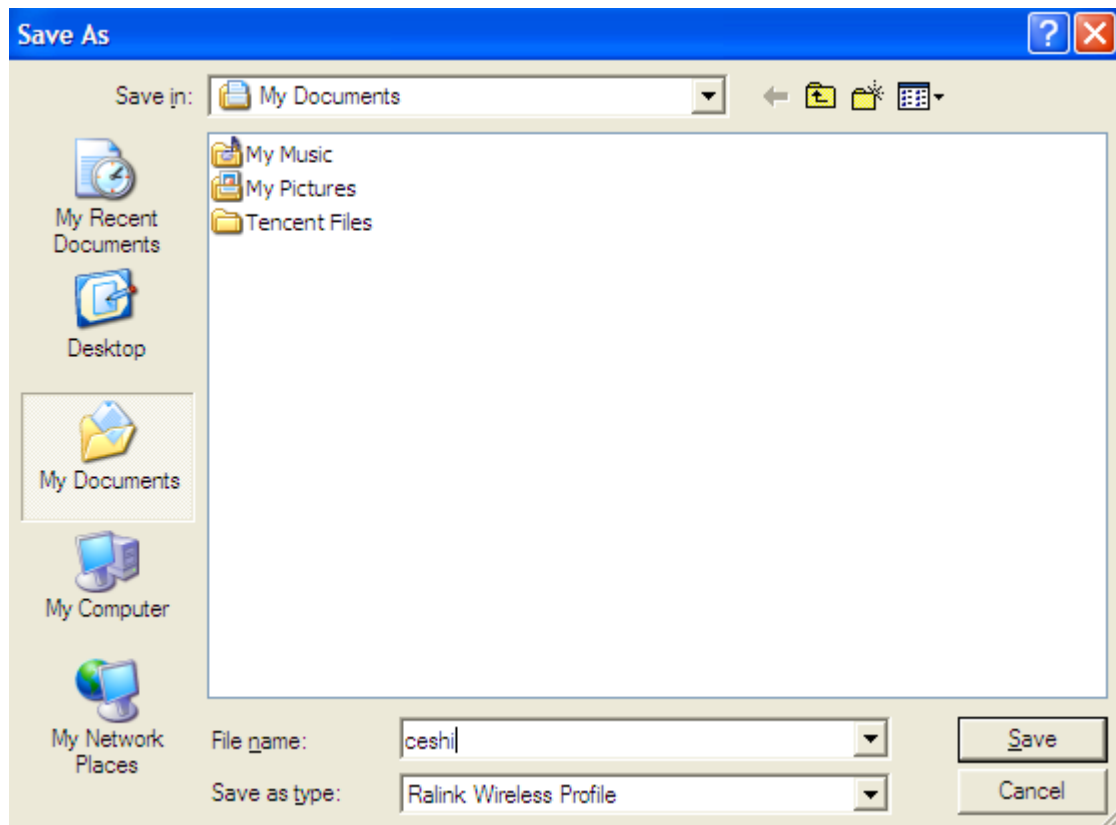 Save As
Save in:
My Documents
My Recent
Documents
Desktop
My Documents
My Computer
My Network
Places
My Music
My Pictures
Tencent Files
File name:
ceshi
Save
Save as type:
Ralink Wireless Profile
Cancel